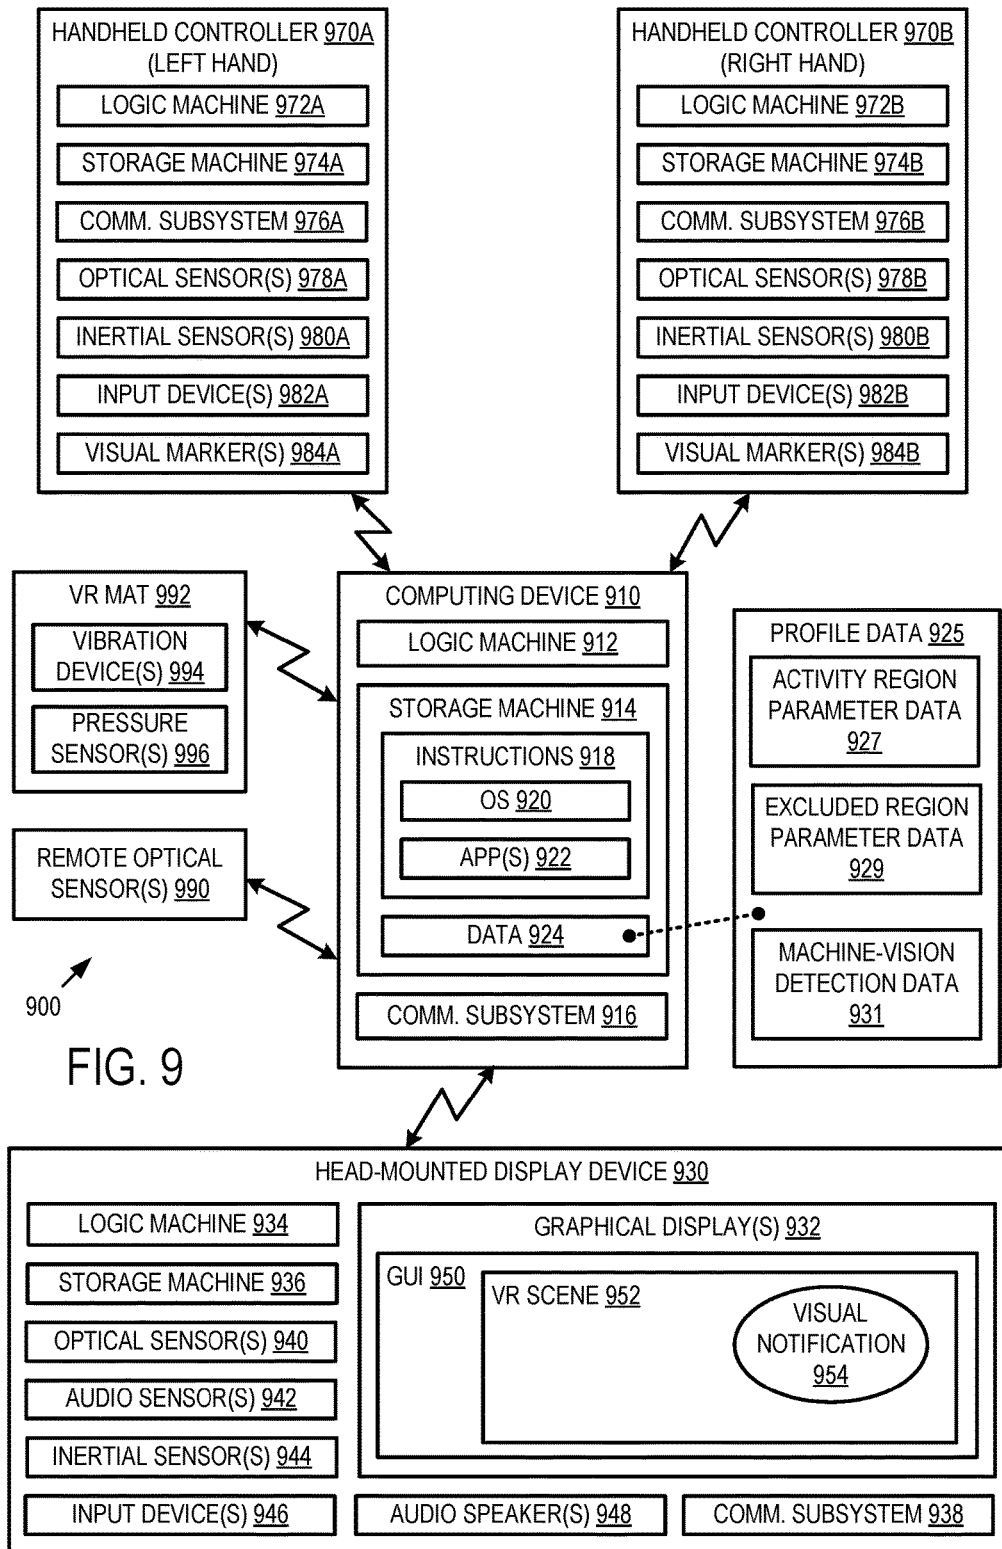 HANDHELD CONTROLLER 970A
(LEFT HAND)
LOGIC MACHINE 972A
STORAGE MACHINE 974A
COMM. SUBSYSTEM 976A
OPTICAL SENSOR(S) 978A
INERTIAL SENSOR(S) 980A
INPUT DEVICE(S) 982A
VISUAL MARKER(S) 984A
HANDHELD CONTROLLER 970B
(RIGHT HAND)
LOGIC MACHINE 972B
STORAGE MACHINE 974B
COMM. SUBSYSTEM 976B
OPTICAL SENSOR(S) 978B
INERTIAL SENSOR(S) 980B
INPUT DEVICE(S) 982B
VISUAL MARKER(S) 984B
VR MAT 992
VIBRATION
DEVICE(S) 994
PRESSURE
SENSOR(S) 996
REMOTE OPTICAL
SENSOR(S) 990
900
FIG. 9
COMPUTING DEVICE 910
LOGIC MACHINE 912
STORAGE MACHINE 914
INSTRUCTIONS 918
OS 920
APP(S) 922
DATA 924
COMM. SUBSYSTEM 916
PROFILE DATA 925
ACTIVITY REGION
PARAMETER DATA
927
EXCLUDED REGION
PARAMETER DATA
929
MACHINE-VISION
DETECTION DATA
931
HEAD-MOUNTED DISPLAY DEVICE 930
LOGIC MACHINE 934
STORAGE MACHINE 936
OPTICAL SENSOR(S) 940
AUDIO SENSOR(S) 942
INERTIAL SENSOR(S) 944
INPUT DEVICE(S) 946
GRAPHICAL DISPLAY(S) 932
GUI 950
VR SCENE 952
VISUAL
NOTIFICATION
954
AUDIO SPEAKER(S) 948
COMM. SUBSYSTEM 938